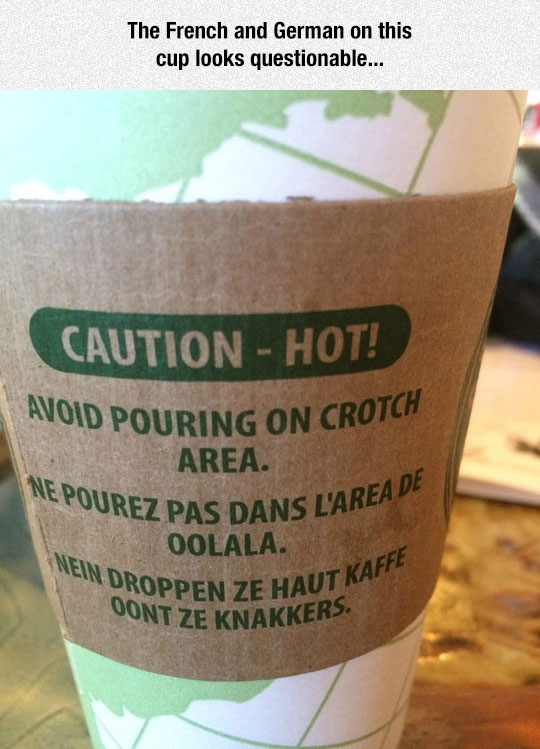 The French and German on this
cup looks questionable...
CAUTION - HOT!
AVOID POURING ON CROTCH
AREA.
NE POUREZ PAS DANS L'AREA DE
OOLALA.
NEIN DROPPEN ZE HAUT KAFFE
OONT ZE KNAKKERS.